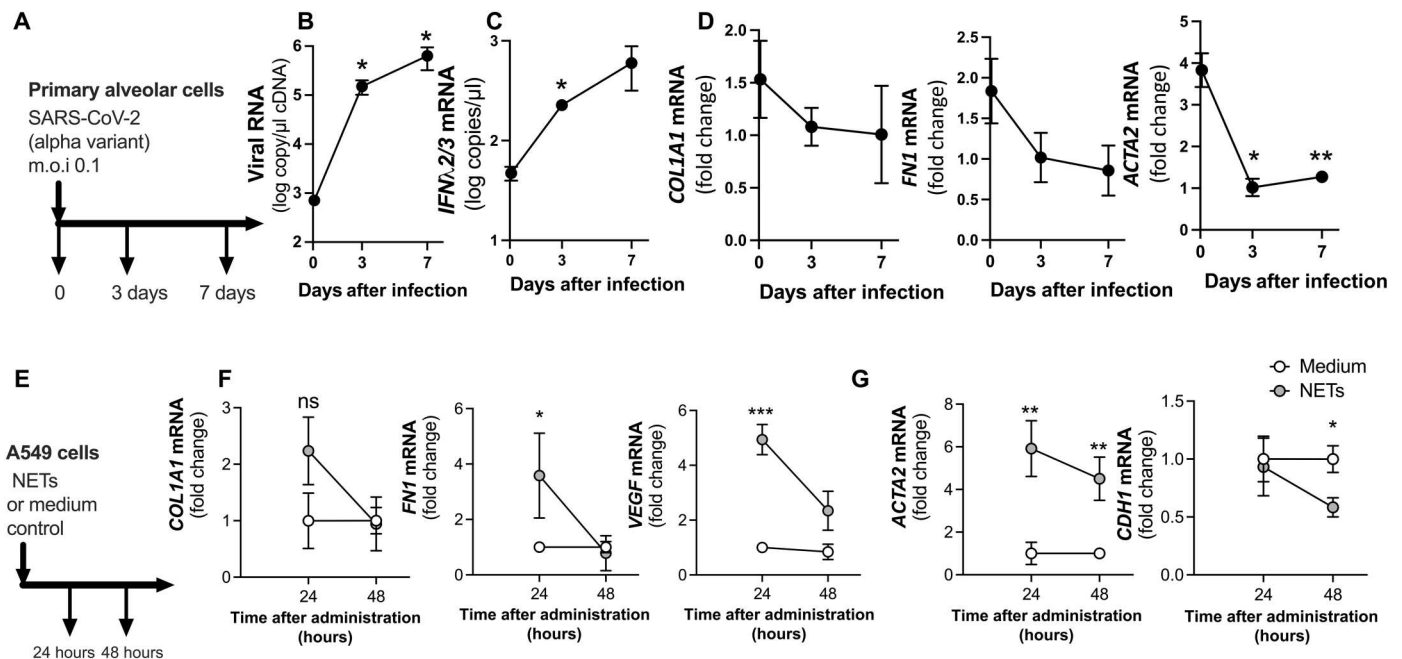 A
Primary alveolar cells
SARS-CoV-2
(alpha variant)
m.o.i 0.1
0
3 days
7 days
B
Viral RNA
(log copy/µl cDNA)
6
5
4
3
2
0
3
7
Days after infection
C
IFNλ2/3 mRNA
(log copies/µl)
3
2
1
0
3
7
Days after infection
*
*
*
D
COL1A1 mRNA
(fold change)
2.0
1.5
1.0
0.5
0.0
0
3
7
Days after infection
FN1 mRNA
(fold change)
2.5
2.0
1.5
1.0
0.5
0.0
0
3
7
Days after infection
ACTA2 mRNA
(fold change)
5
4
3
2
1
0
*
**
0
3
7
Days after infection
E
A549 cells
NETs
or medium
control
24 hours
48 hours
F
COL1A1 mRNA
(fold change)
3
2
1
0
ns
24
48
Time after administration
(hours)
FN1 mRNA
(fold change)
6
4
2
0
*
24
48
Time after administration
(hours)
VEGF mRNA
(fold change)
6
4
2
0
***
24
48
Time after administration
(hours)
G
ACTA2 mRNA
(fold change)
8
6
4
2
0
**
**
24
48
Time after administration
(hours)
Medium
NETs
CDH1 mRNA
(fold change)
1.5
1.0
0.5
0.0
*
24
48
Time after administration
(hours)